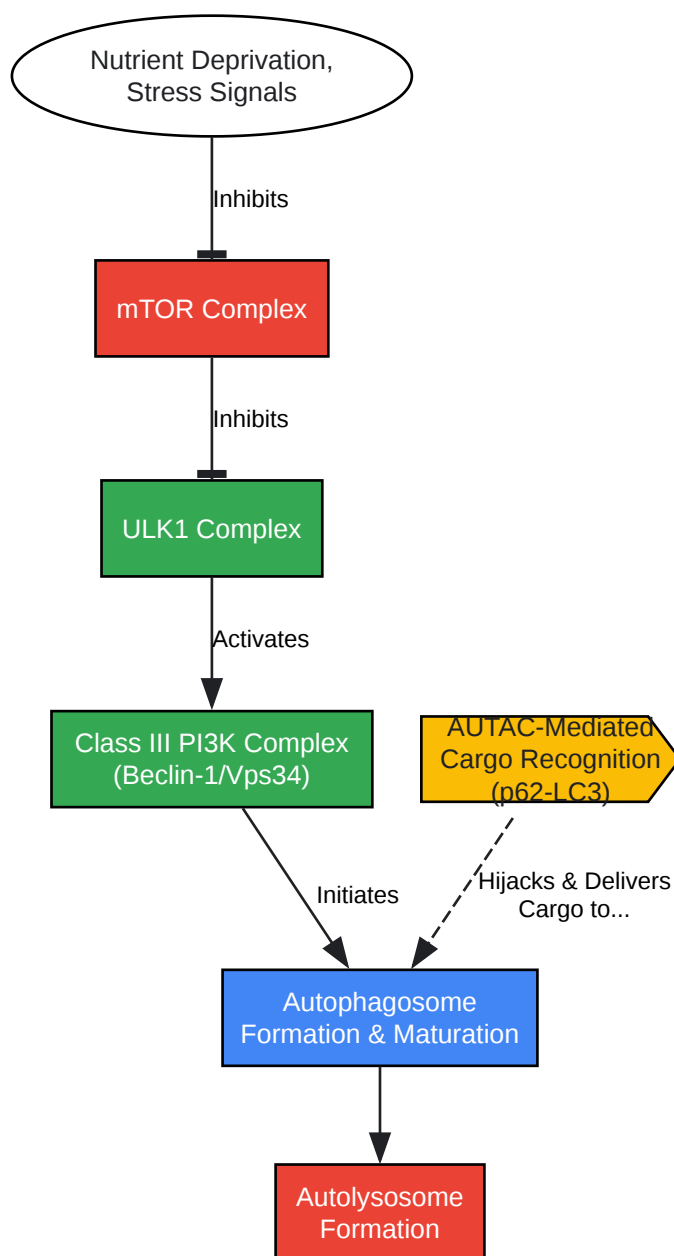 Nutrient Deprivation,
Stress Signals
Inhibits
mTOR Complex
Inhibits
ULK1 Complex
Activates
Class III PI3K Complex
(Beclin-1/Vps34)
AUTAC-Mediated
Cargo Recognition
(p62-LC3)
Initiates
Hijacks & Delivers
Cargo to...
Autophagosome
Formation & Maturation
Autolysosome
Formation